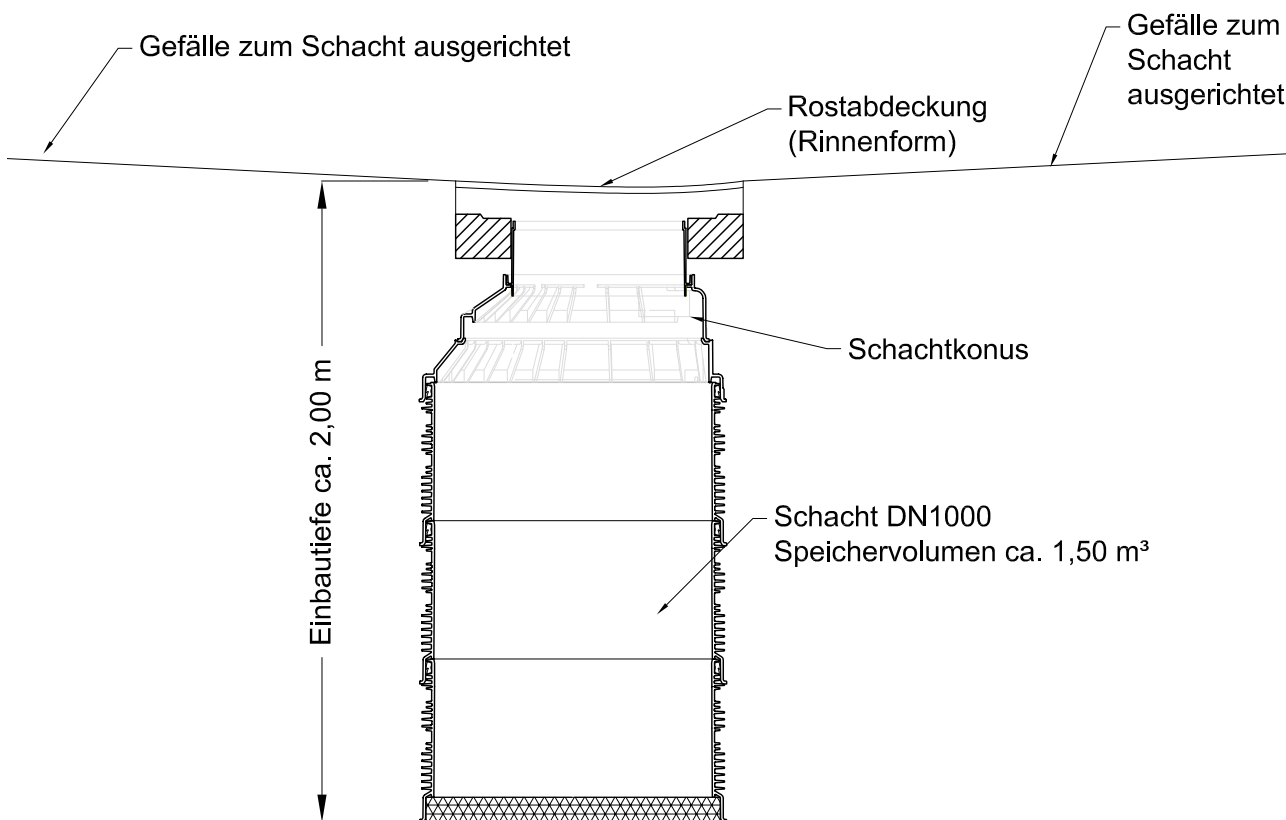 Gefälle zum Schacht ausgerichtet
Gefälle zum
Schacht
ausgerichtet
Rostabdeckung
(Rinnenform)
Schachtkonus
Einbautiefe ca. 2,00 m
Schacht DN1000
Speichervolumen ca. 1,50 m³